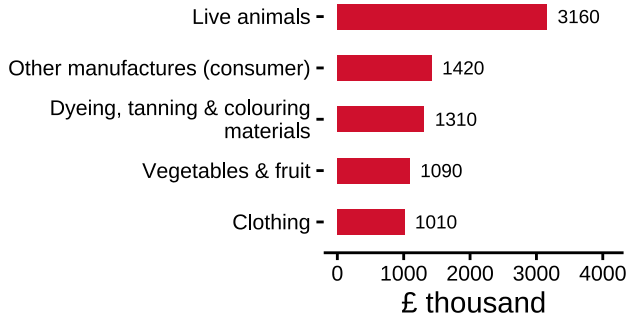 Live animals
3160
Other manufactures (consumer)
1420
Dyeing, tanning & colouring
materials
1310
Vegetables & fruit
1090
Clothing
1010
0 1000 2000 3000 4000
£ thousand